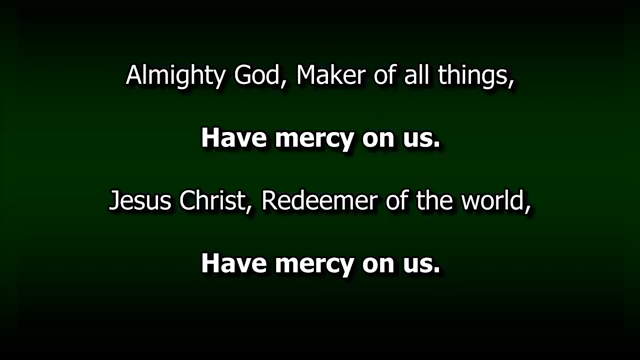 Almighty God, Maker of all things,
Have mercy on us.
Jesus Christ, Redeemer of the world,
Have mercy on us.